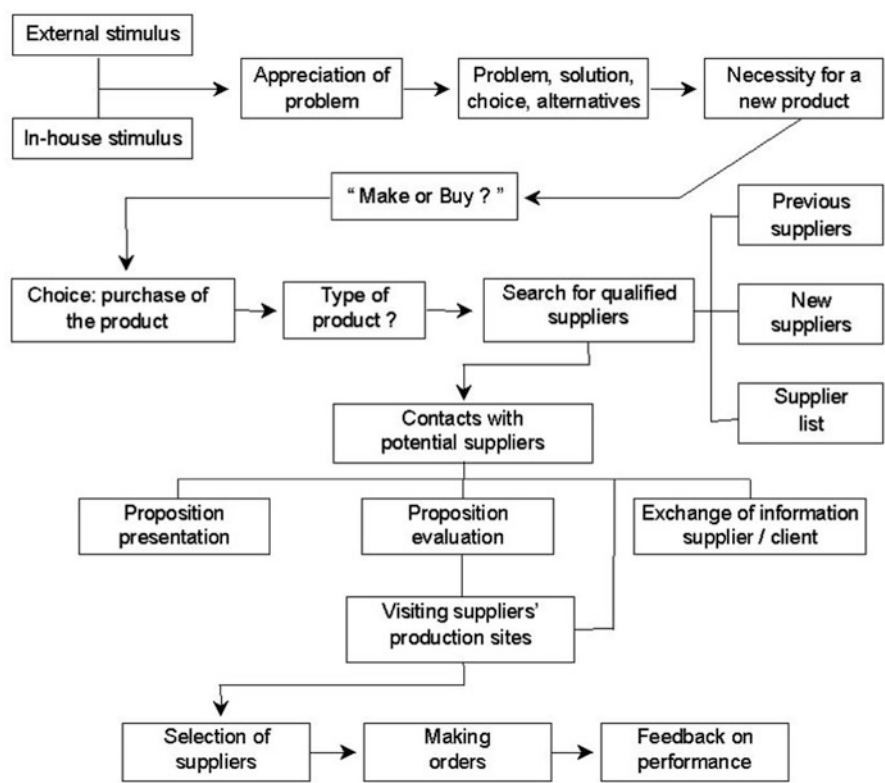 External stimulus
In-house stimulus
Appreciation of
problem
Problem, solution,
choice, alternatives
Necessity for a
new product
“ Make or Buy ? ”
Previous
suppliers
Choice: purchase of
the product
Type of
product ?
Search for qualified
suppliers
New
suppliers
Supplier
list
Contacts with
potential suppliers
Proposition
presentation
Proposition
evaluation
Exchange of information
supplier / client
Visiting suppliers’
production sites
Selection of
suppliers
Making
orders
Feedback on
performance